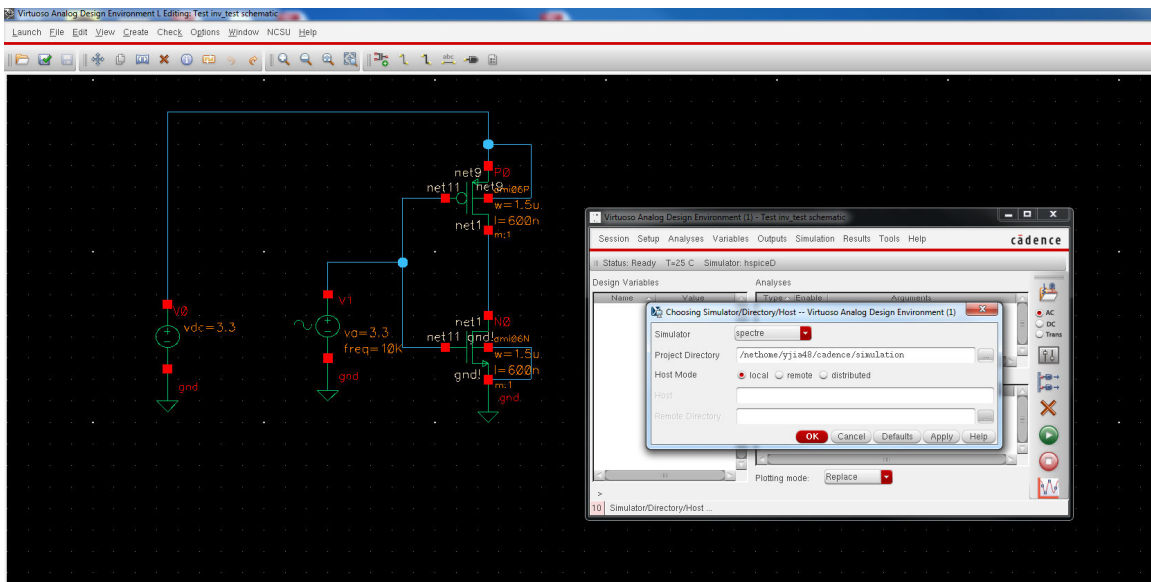 Virtuoso Analog Design Environment L Editing: Test inv_test schematic
Launch File Edit View Create Check Options Window NCSU Help
abc
net9 P0
net11 net9 ami06P
w=1.5u
l=600n
net1 m:1
V1
va=3.3
freq=10K
gnd
V0
vdc=3.3
gnd
net1 N0
net11 gnd! ami06N
w=1.5u
l=600n
gnd! m:1
gnd
Virtuoso Analog Design Environment (1) - Test inv_test schematic
Session Setup Analyses Variables Outputs Simulation Results Tools Help
cādence
Status: Ready T=25 C Simulator: hspiceD
Design Variables
Analyses
Name Value
Type Enable Arguments
AC
DC
Trans
Choosing Simulator/Directory/Host -- Virtuoso Analog Design Environment (1)
Simulator spectre
Project Directory /nethome/yjia48/cadence/simulation
Host Mode local remote distributed
Host
Remote Directory
OK Cancel Defaults Apply Help
Plotting mode: Replace
>
10 Simulator/Directory/Host ...